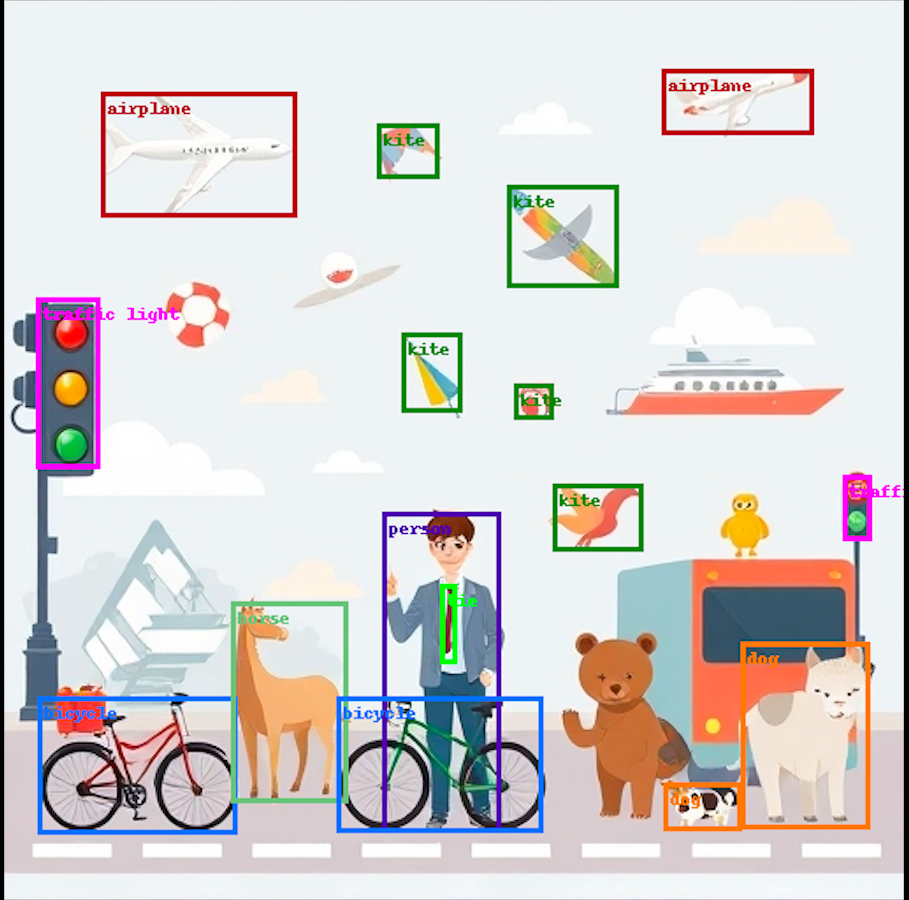 airplane
airplane
kite
kite
traffic light
kite
kite
kite
traffi
person
tie
horse
dog
bicycle
bicycle
dog